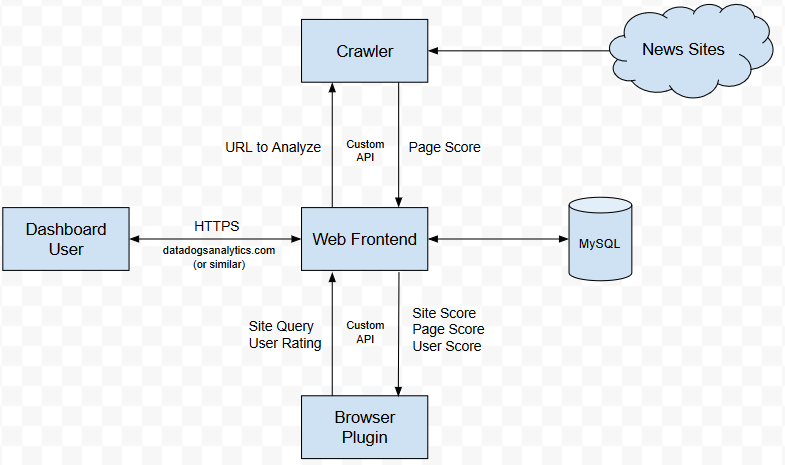 Crawler
News Sites
URL to Analyze
Custom
API
Page Score
Dashboard
User
HTTPS
datadogsanalytics.com
(or similar)
Web Frontend
MySQL
Site Query
User Rating
Custom
API
Site Score
Page Score
User Score
Browser
Plugin